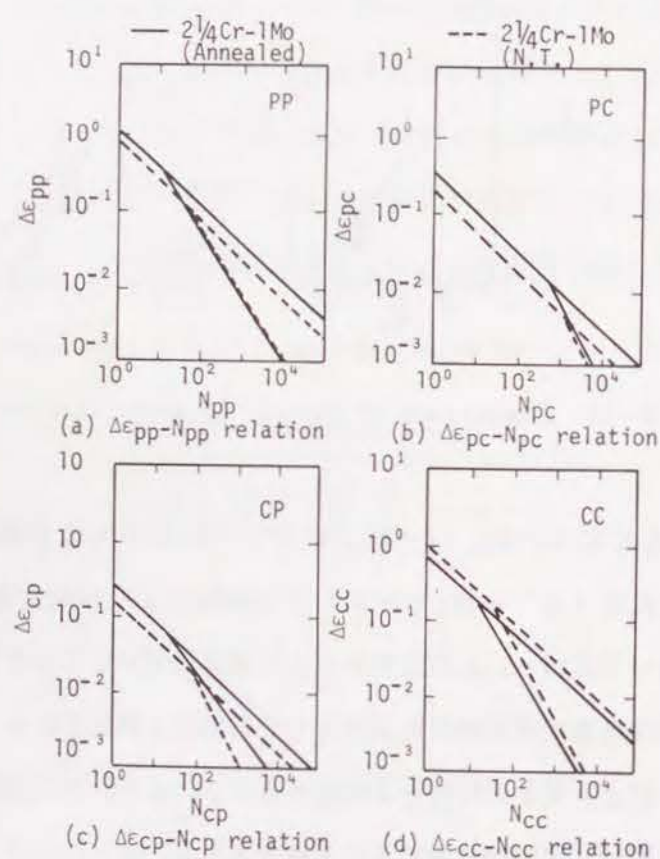 2¼Cr-1Mo (Annealed)
2¼Cr-1Mo (N.T.)
10¹
10⁰
10⁻¹
10⁻²
10⁻³
Δεpp
PP
10⁰ 10² 10⁴
Npp
(a) Δεpp-Npp relation
10¹
10⁰
10⁻¹
10⁻²
10⁻³
Δεpc
PC
10⁰ 10² 10⁴
Npc
(b) Δεpc-Npc relation
10
10
10⁻¹
10⁻²
10⁻³
Δεcp
CP
10⁰ 10² 10⁴
Ncp
(c) Δεcp-Ncp relation
10¹
10⁰
10⁻¹
10⁻²
10⁻³
Δεcc
CC
10⁰ 10² 10⁴
Ncc
(d) Δεcc-Ncc relation